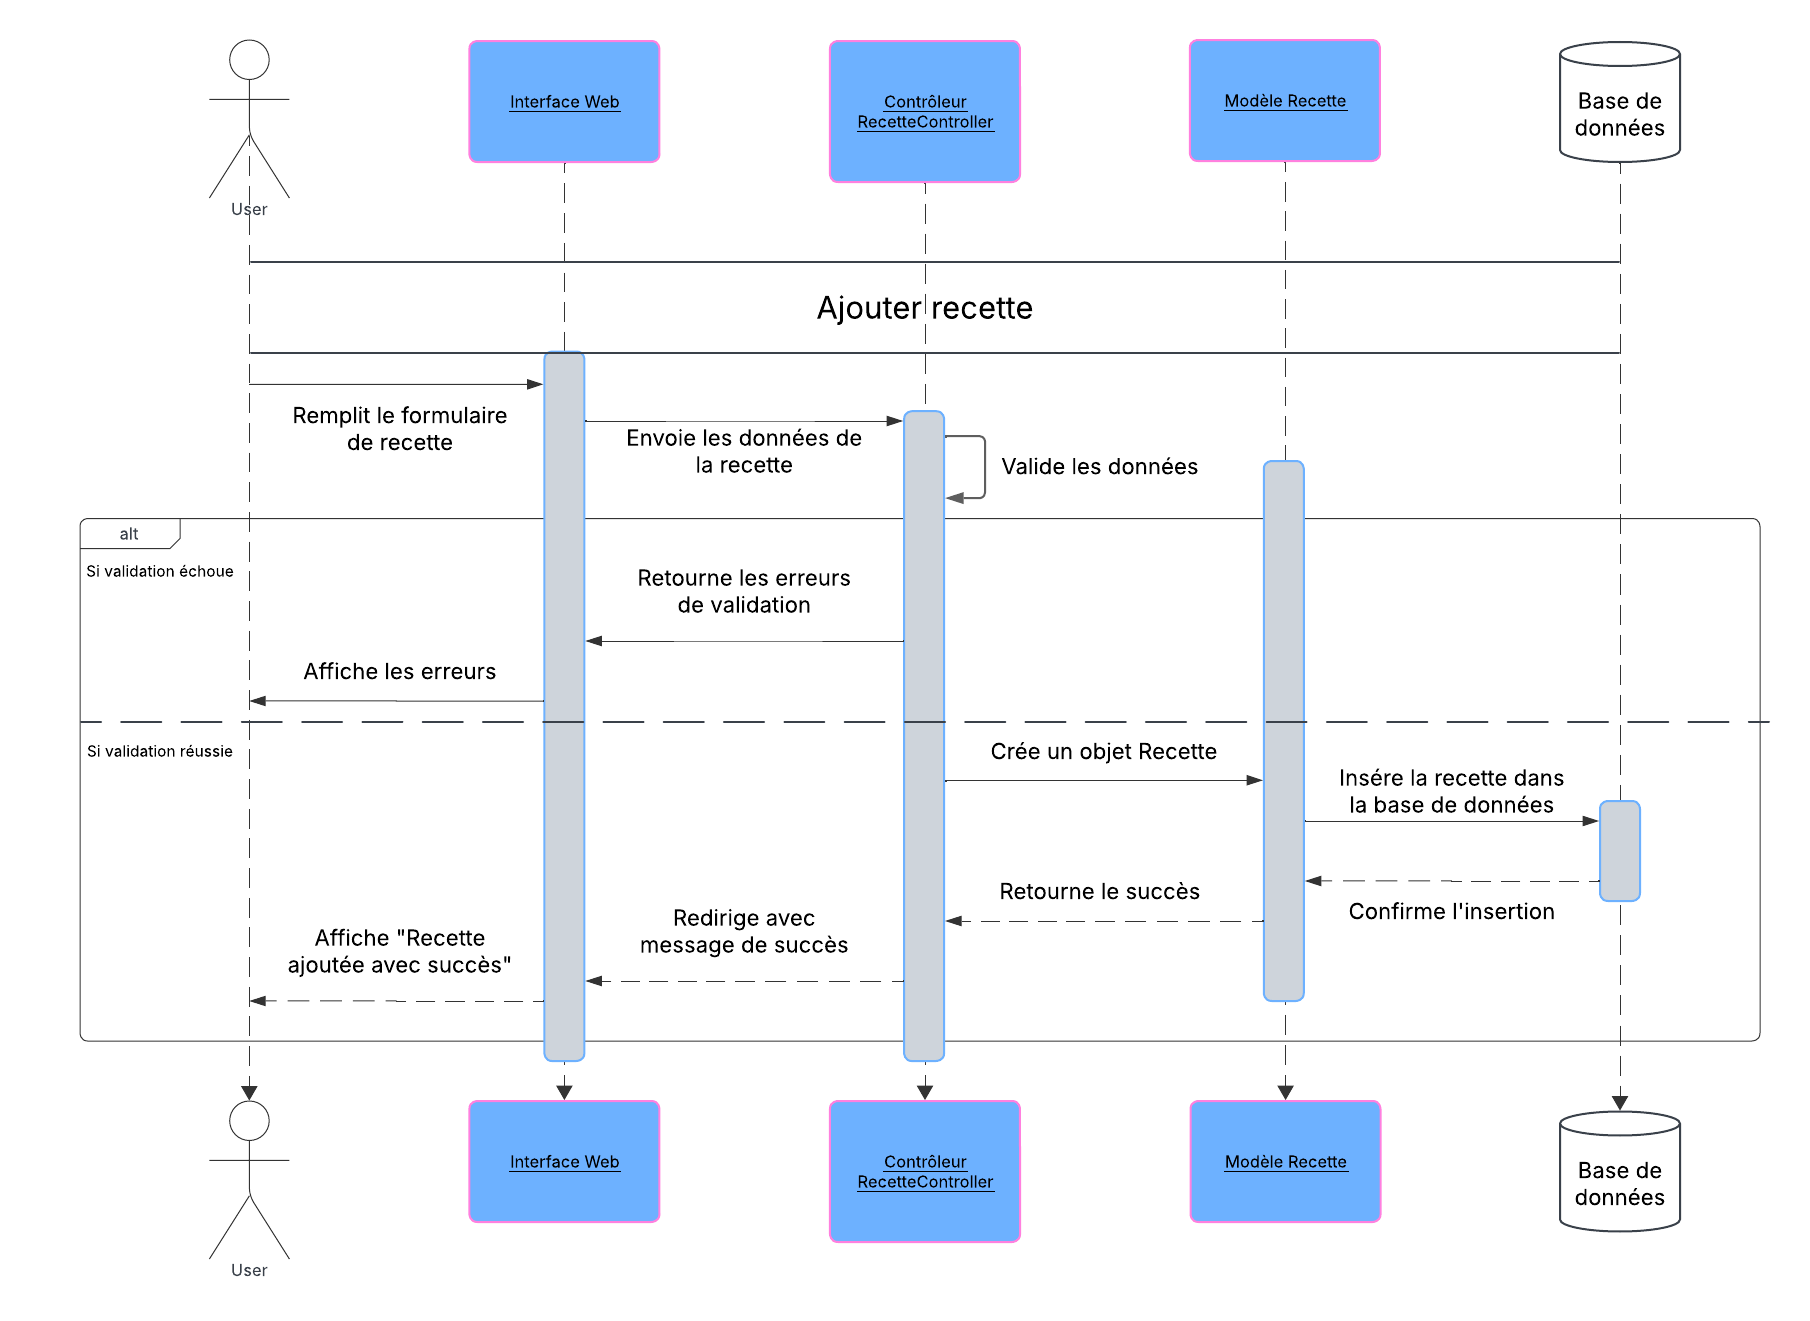 Interface Web
Contrôleur
RecetteController
Modèle Recette
Base de
données
User
Ajouter recette
Remplit le formulaire
de recette
Envoie les données de
la recette
Valide les données
alt
Si validation échoue
Retourne les erreurs
de validation
Affiche les erreurs
Si validation réussie
Crée un objet Recette
Insére la recette dans
la base de données
Retourne le succès
Confirme l'insertion
Redirige avec
message de succès
Affiche "Recette
ajoutée avec succès"
Interface Web
Contrôleur
RecetteController
Modèle Recette
Base de
données
User